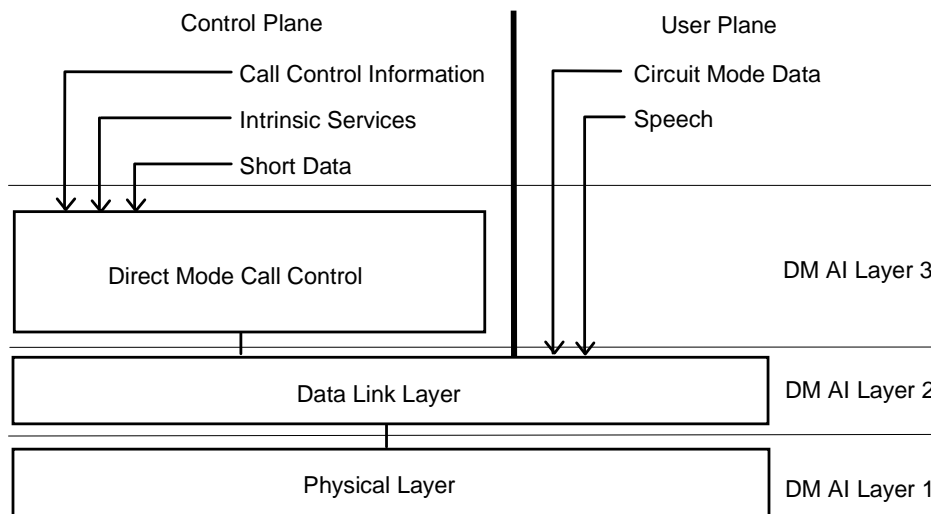 Control Plane
User Plane
Call Control Information
Circuit Mode Data
Intrinsic Services
Speech
Short Data
Direct Mode Call Control
DM AI Layer 3
Data Link Layer
DM AI Layer 2
Physical Layer
DM AI Layer 1